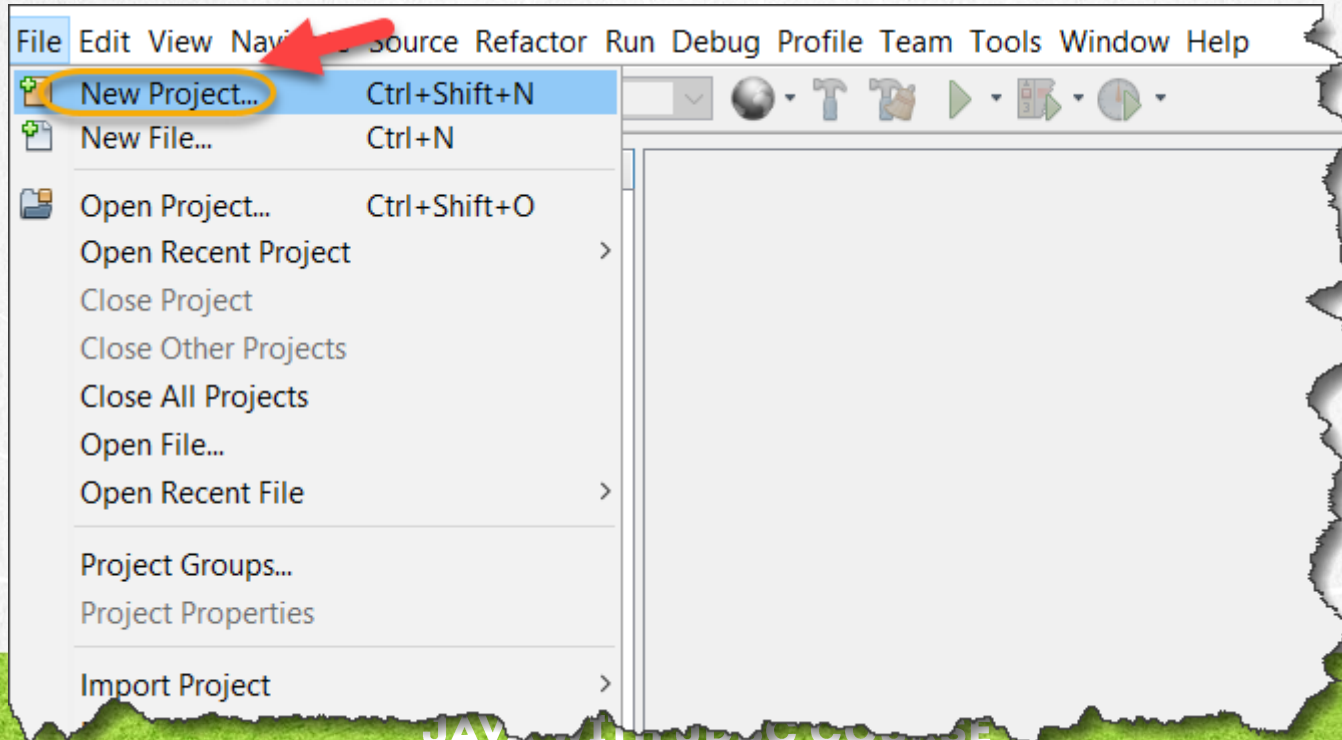 File Edit View Source Refactor Run Debug Profile Team Tools Window Help
New Project... Ctrl+Shift+N
New File... Ctrl+N
Open Project... Ctrl+Shift+O
Open Recent Project
Close Project
Close Other Projects
Close All Projects
Open File...
Open Recent File
Project Groups...
Project Properties
Import Project